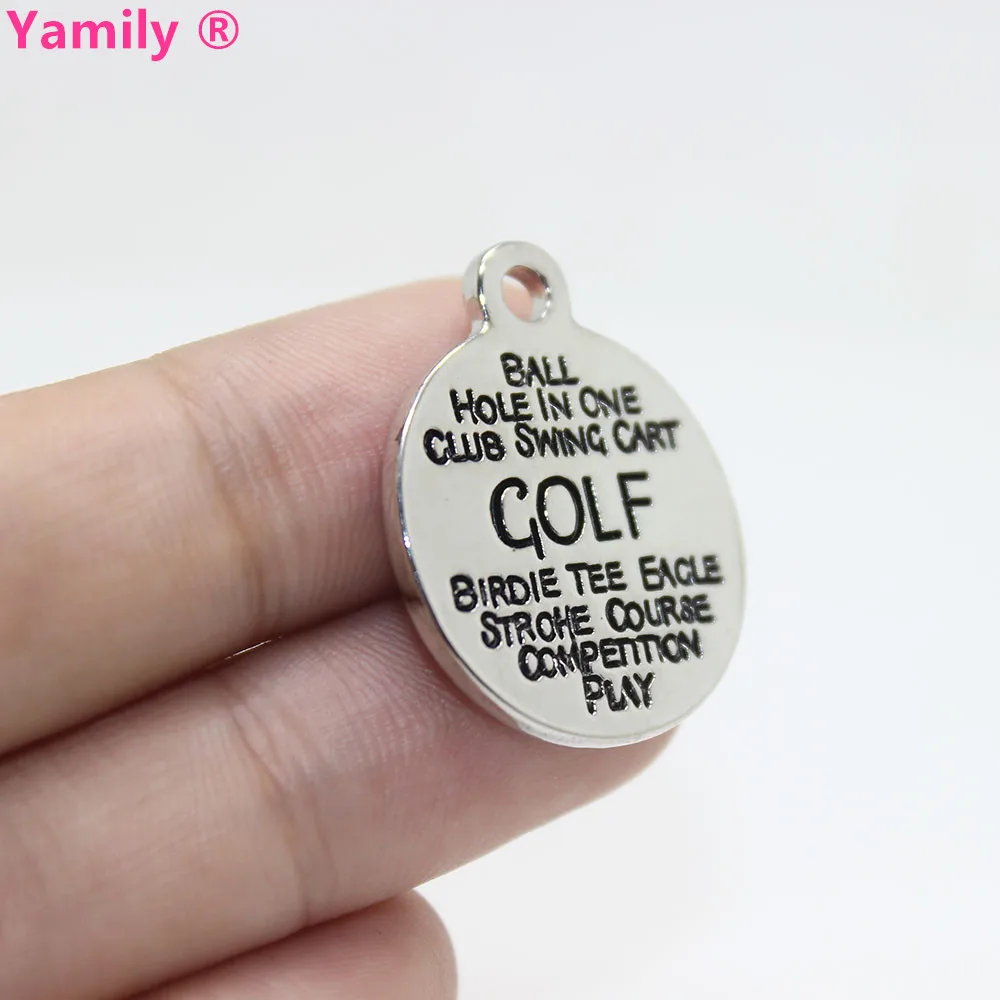 Yamily ®
BALL
HOLE IN ONE
CLUB SWING CART
GOLF
BIRDIE TEE EAGLE
STROHE COURSE
COMPETITION
PLAY